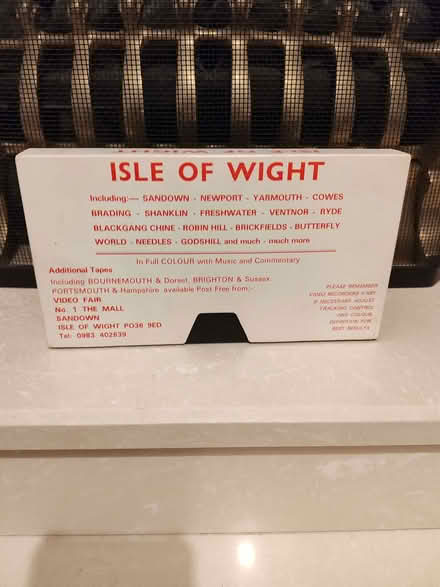 ISLE OF WIGHT
ISLE OF WIGHT
Including:— SANDOWN - NEWPORT - YARMOUTH - COWES
BRADING - SHANKLIN - FRESHWATER - VENTNOR - RYDE
BLACKGANG CHINE - ROBIN HILL - BRICKFIELDS - BUTTERFLY
WORLD - NEEDLES - GODSHILL and much - much more
In Full COLOUR with Music and Commentary
Additional Tapes
Including BOURNEMOUTH & Dorset, BRIGHTON & Sussex.
PORTSMOUTH & Hampshire available Post Free from:-
VIDEO FAIR
No. 1 THE MALL
SANDOWN
ISLE OF WIGHT PO36 9ED
Tel: 0983 402639
PLEASE REMEMBER
VIDEO RECORDERS VARY
IF NECESSARY ADJUST
TRACKING CONTROL
AND COLOUR
DEFINITION FOR
BEST RESULTS